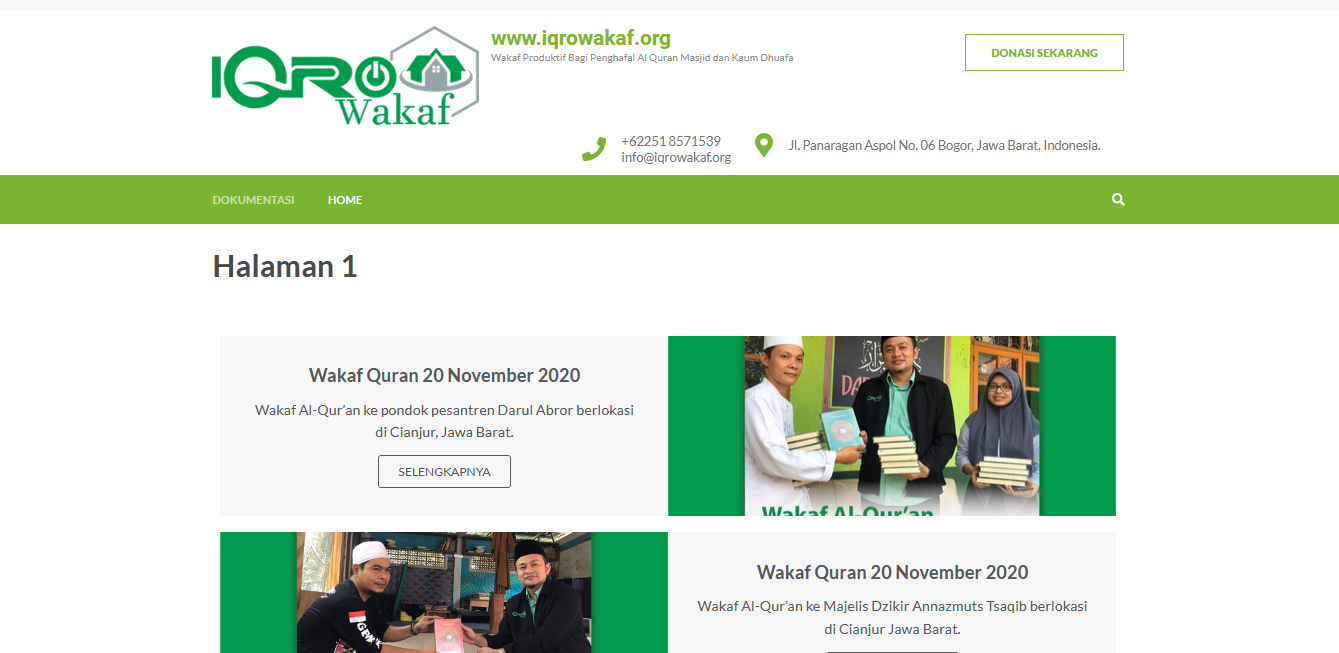 IQRO
Wakaf
www.iqrowakaf.org
Wakaf Produktif Bagi Penghafal Al Quran Masjid dan Kaum Dhuafa
DONASI SEKARANG
+62251 8571539
info@iqrowakaf.org
Jl. Panaragan Aspol No. 06 Bogor, Jawa Barat, Indonesia.
DOKUMENTASI
HOME
Halaman 1
Wakaf Quran 20 November 2020
Wakaf Al-Qur’an ke pondok pesantren Darul Abror berlokasi
di Cianjur, Jawa Barat.
SELENGKAPNYA
Wakaf Al-Qur’an
Wakaf Quran 20 November 2020
Wakaf Al-Qur’an ke Majelis Dzikir Annazmuts Tsaqib berlokasi
di Cianjur Jawa Barat.